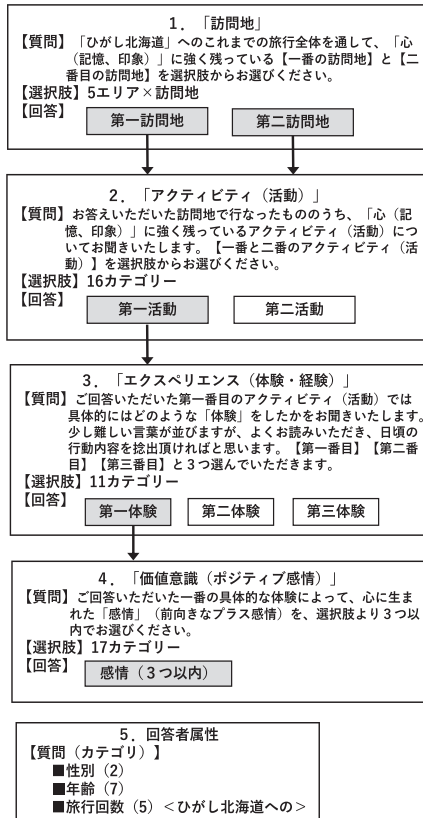 1．「訪問地」
【質問】「ひがし北海道」へのこれまでの旅行全体を通して、「心
（記憶、印象）」に強く残っている【一番の訪問地】と【二
番目の訪問地】を選択肢からお選びください。
【選択肢】5エリア×訪問地
【回答】
第一訪問地 第二訪問地
2．「アクティビティ（活動）」
【質問】お答えいただいた訪問地で行なったもののうち、「心（記
憶、印象）」に強く残っているアクティビティ（活動）につ
いてお聞きいたします。【一番と二番のアクティビティ（活
動）】を選択肢からお選びください。
【選択肢】16カテゴリー
【回答】
第一活動 第二活動
3．「エクスペリエンス（体験・経験）」
【質問】ご回答いただいた第一番目のアクティビティ（活動）では
具体的にはどのような「体験」をしたかをお聞きいたします。
少し難しい言葉が並びますが、よくお読みいただき、日頃の
行動内容を捻出頂ければと思います。【第一番目】【第二番
目】【第三番目】と３つ選んでいただきます。
【選択肢】11カテゴリー
【回答】
第一体験 第二体験 第三体験
4．「価値意識（ポジティブ感情）」
【質問】ご回答いただいた一番の具体的な体験によって、心に生ま
れた「感情」（前向きなプラス感情）を、選択肢より３つ以
内でお選びください。
【選択肢】17カテゴリー
【回答】
感情（３つ以内）
5．回答者属性
【質問（カテゴリ）】
■性別（2）
■年齢（7）
■旅行回数（5）＜ひがし北海道への＞